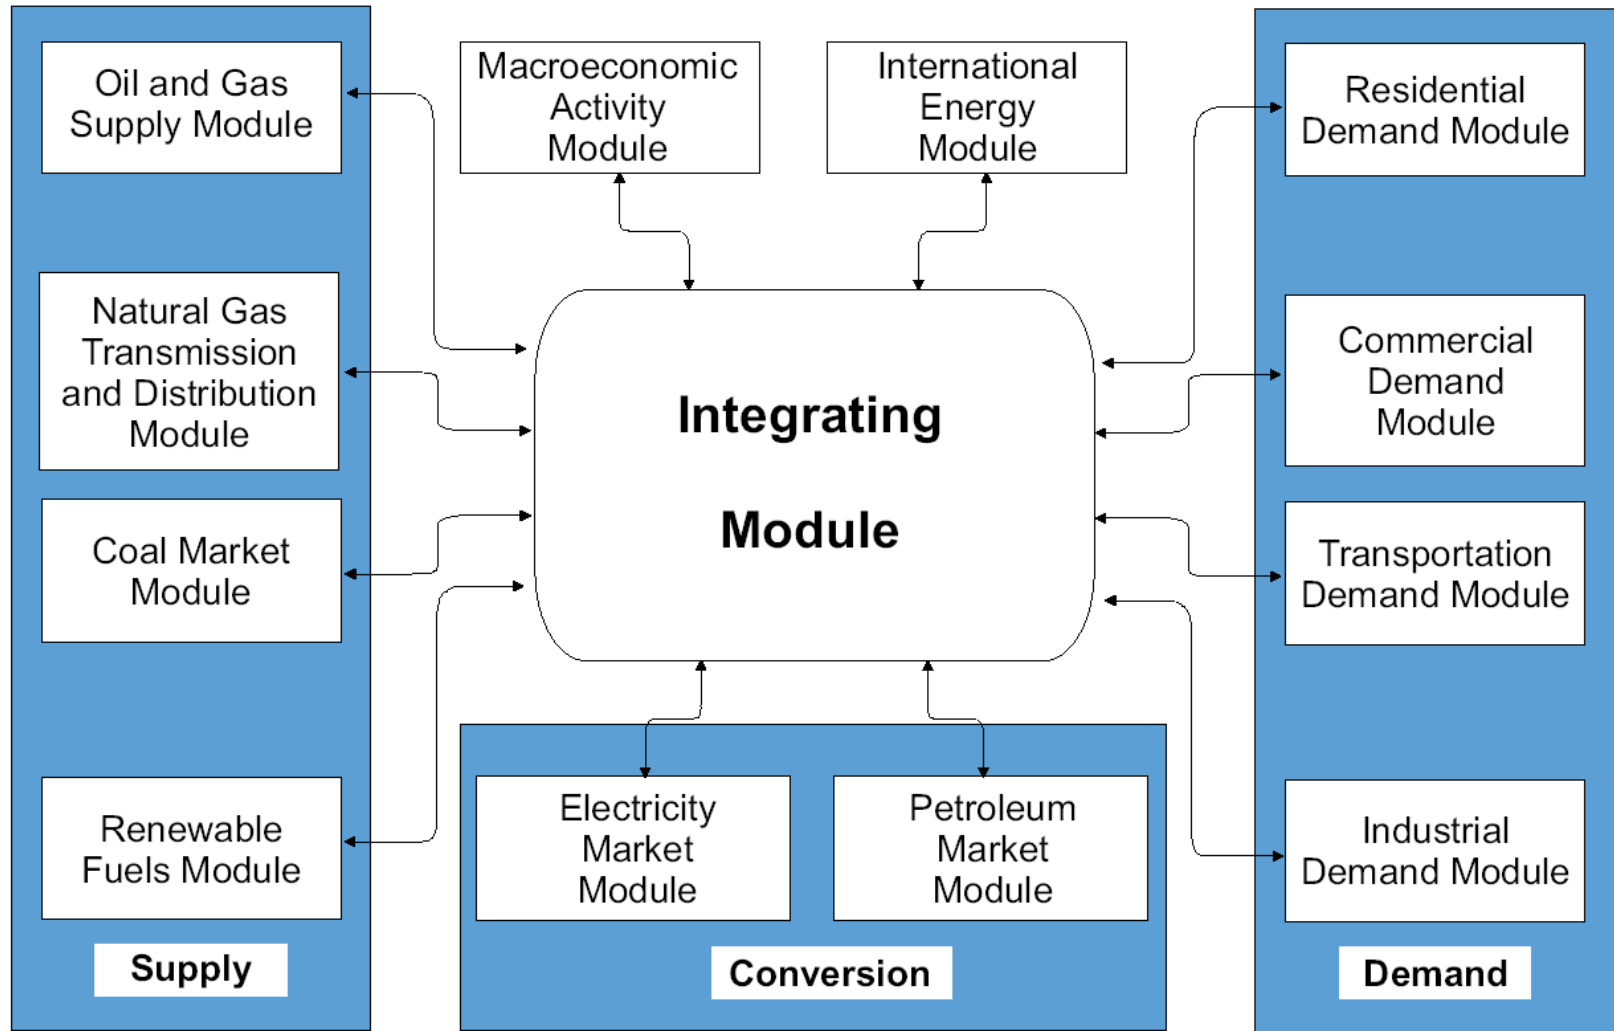 Oil and Gas
Supply Module
Natural Gas
Transmission
and Distribution
Module
Coal Market
Module
Renewable
Fuels Module
Supply
Macroeconomic
Activity
Module
International
Energy
Module
Integrating
Module
Electricity
Market
Module
Petroleum
Market
Module
Conversion
Residential
Demand Module
Commercial
Demand
Module
Transportation
Demand Module
Industrial
Demand Module
Demand